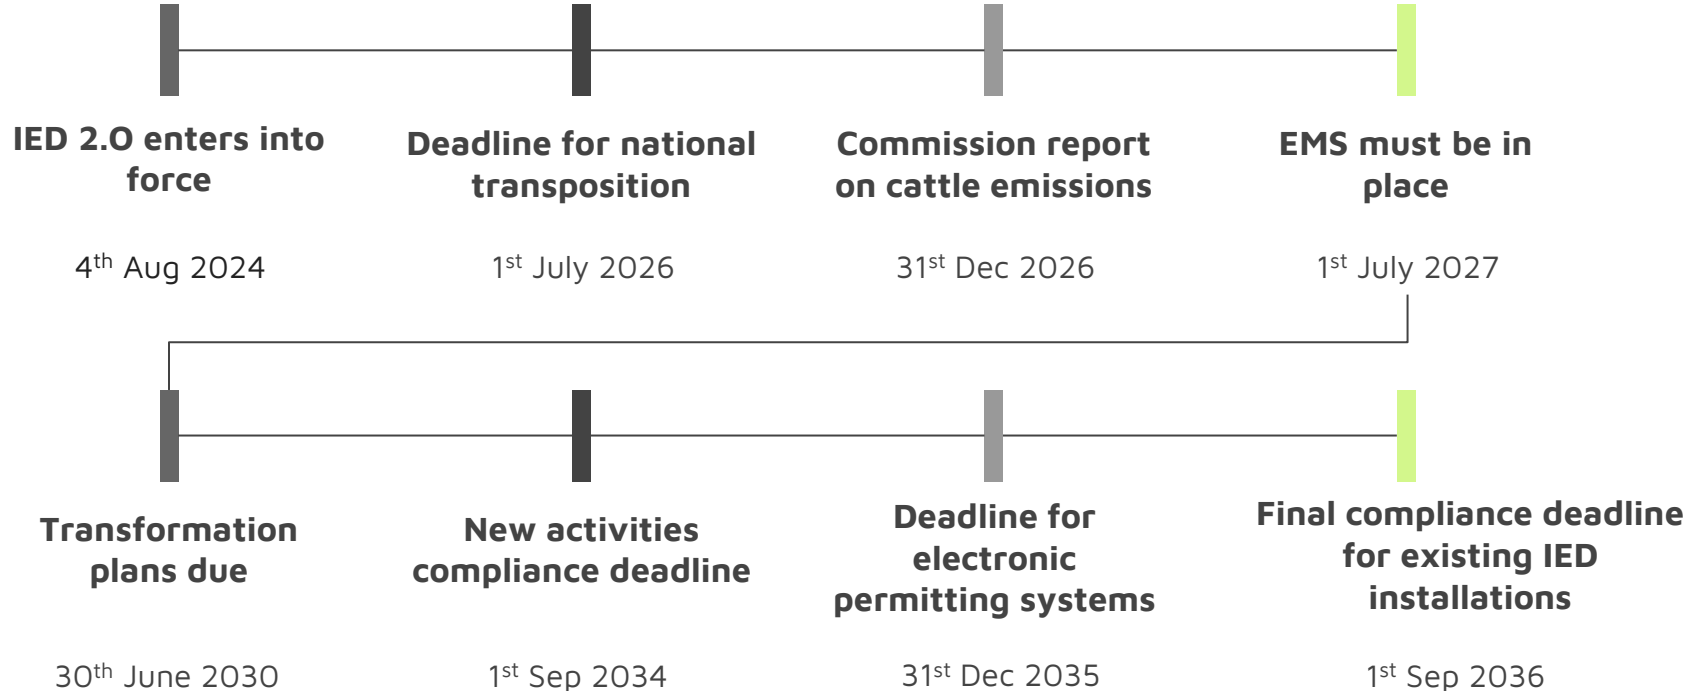 IED 2.O enters into
force
4th Aug 2024
Deadline for national
transposition
1st July 2026
Commission report
on cattle emissions
31st Dec 2026
EMS must be in
place
1st July 2027
Transformation
plans due
30th June 2030
New activities
compliance deadline
1st Sep 2034
Deadline for
electronic
permitting systems
31st Dec 2035
Final compliance deadline
for existing IED
installations
1st Sep 2036